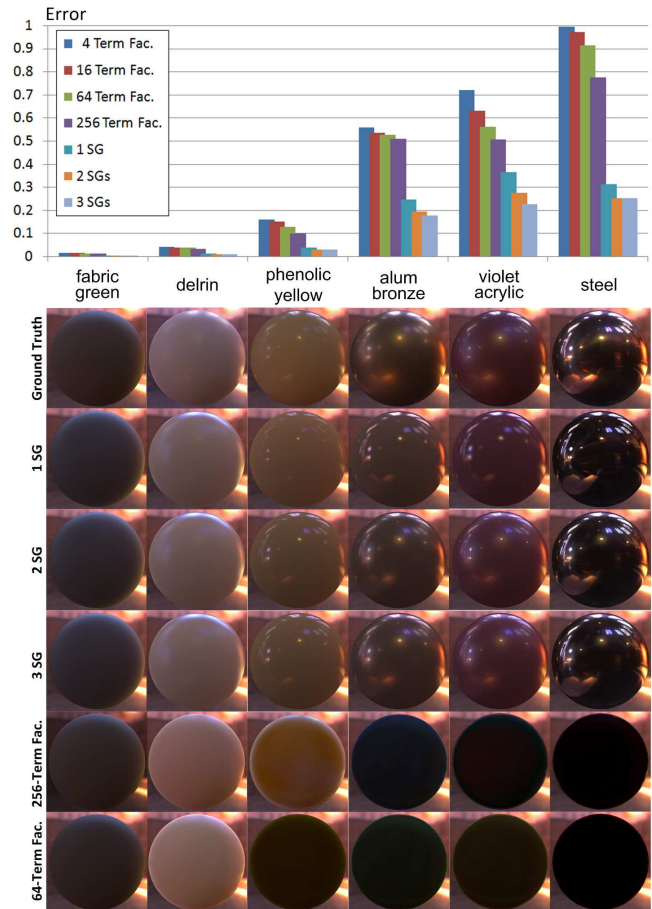 Error
1
0.9
0.8
0.7
0.6
0.5
0.4
0.3
0.2
0.1
0
4 Term Fac.
16 Term Fac.
64 Term Fac.
256 Term Fac.
1 SG
2 SGs
3 SGs
fabric
green
delrin
phenolic
yellow
alum
bronze
violet
acrylic
steel
Ground Truth
1 SG
2 SG
3 SG
256-Term Fac.
64-Term Fac.